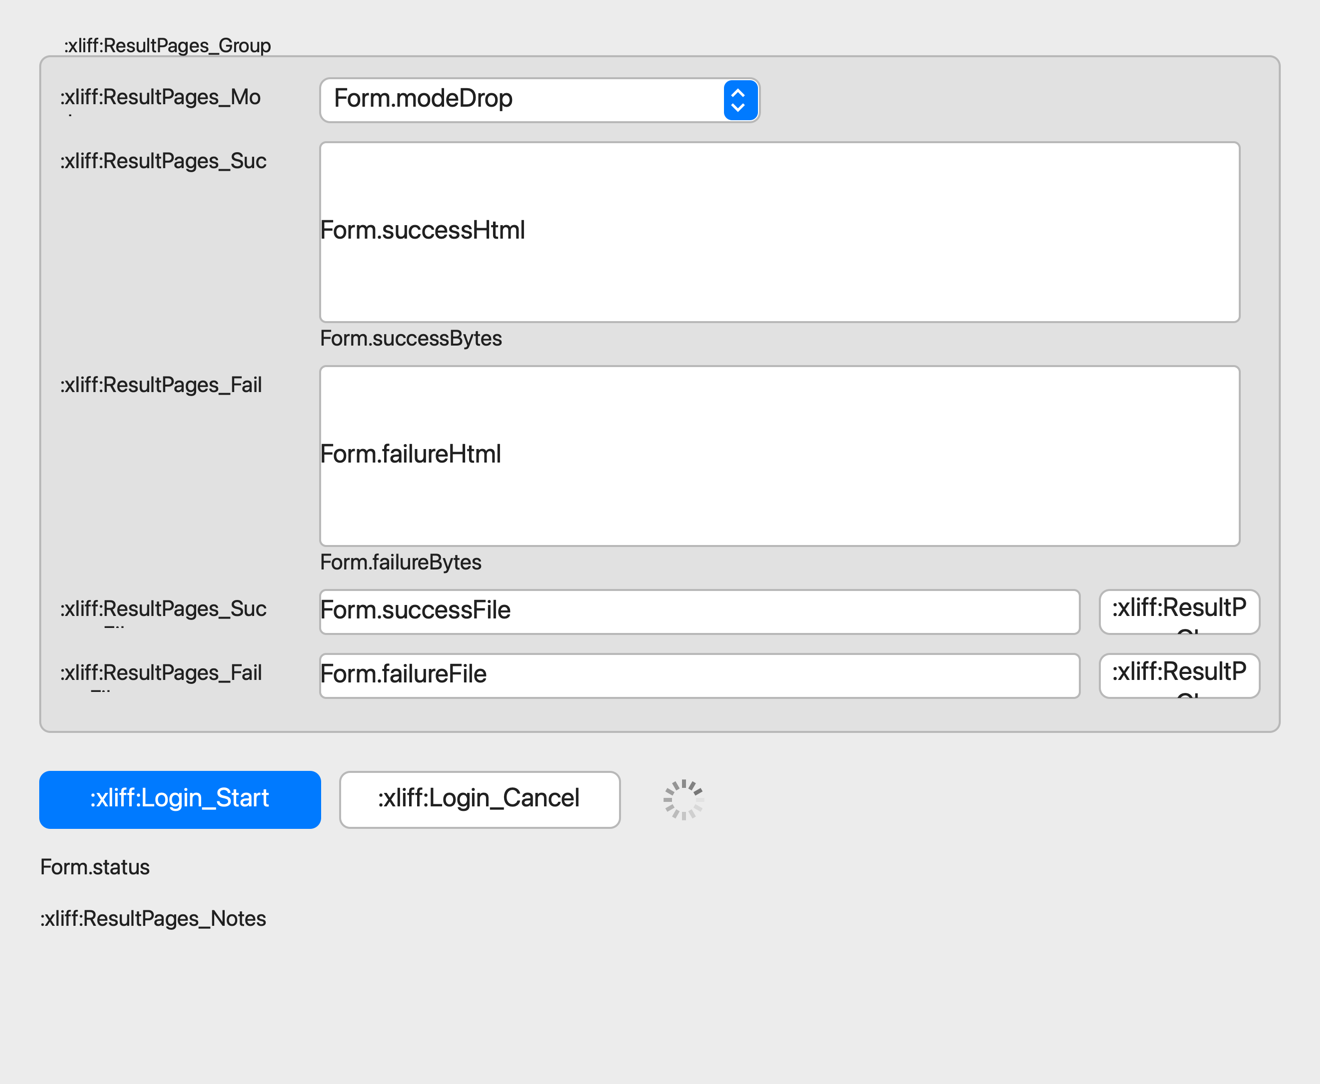 :xliff:ResultPages_Group
:xliff:ResultPages_Mo
Form.modeDrop
:xliff:ResultPages_Suc
Form.successHtml
Form.successBytes
:xliff:ResultPages_Fail
Form.failureHtml
Form.failureBytes
:xliff:ResultPages_Suc
Form.successFile
:xliff:ResultP
:xliff:ResultPages_Fail
Form.failureFile
:xliff:ResultP
:xliff:Login_Start
:xliff:Login_Cancel
Form.status
:xliff:ResultPages_Notes